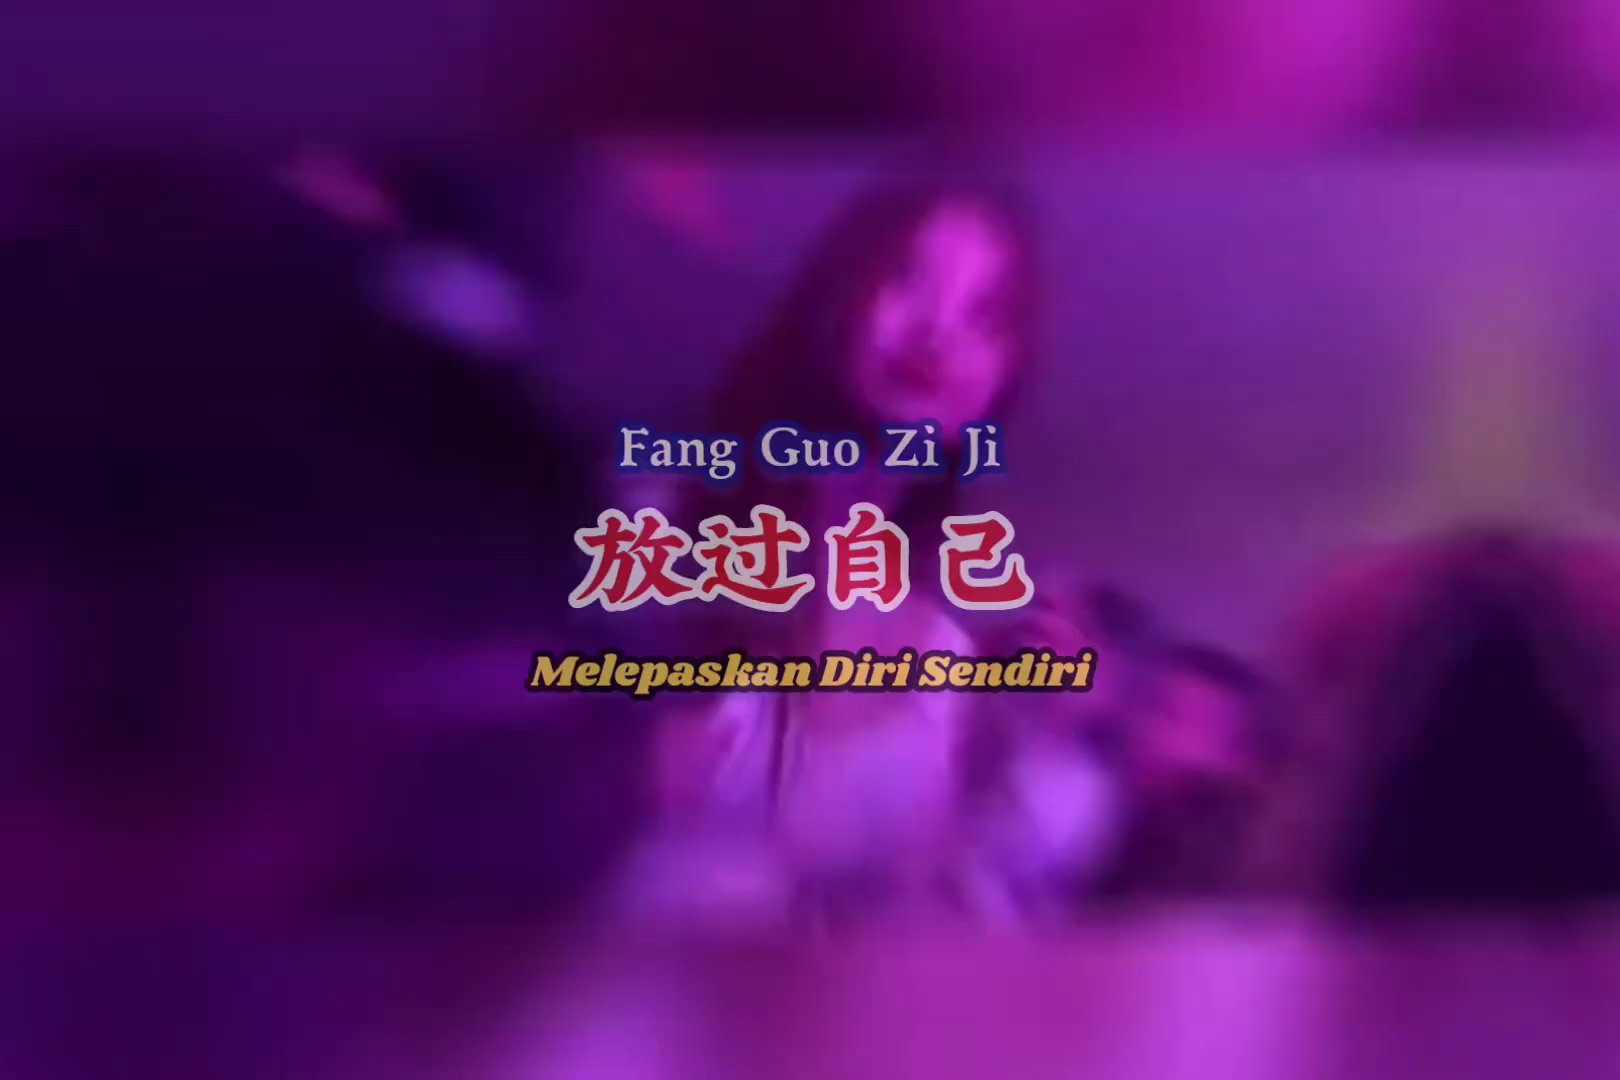 Fang Guo Zi Ji
放过自己
Melepaskan Diri Sendiri